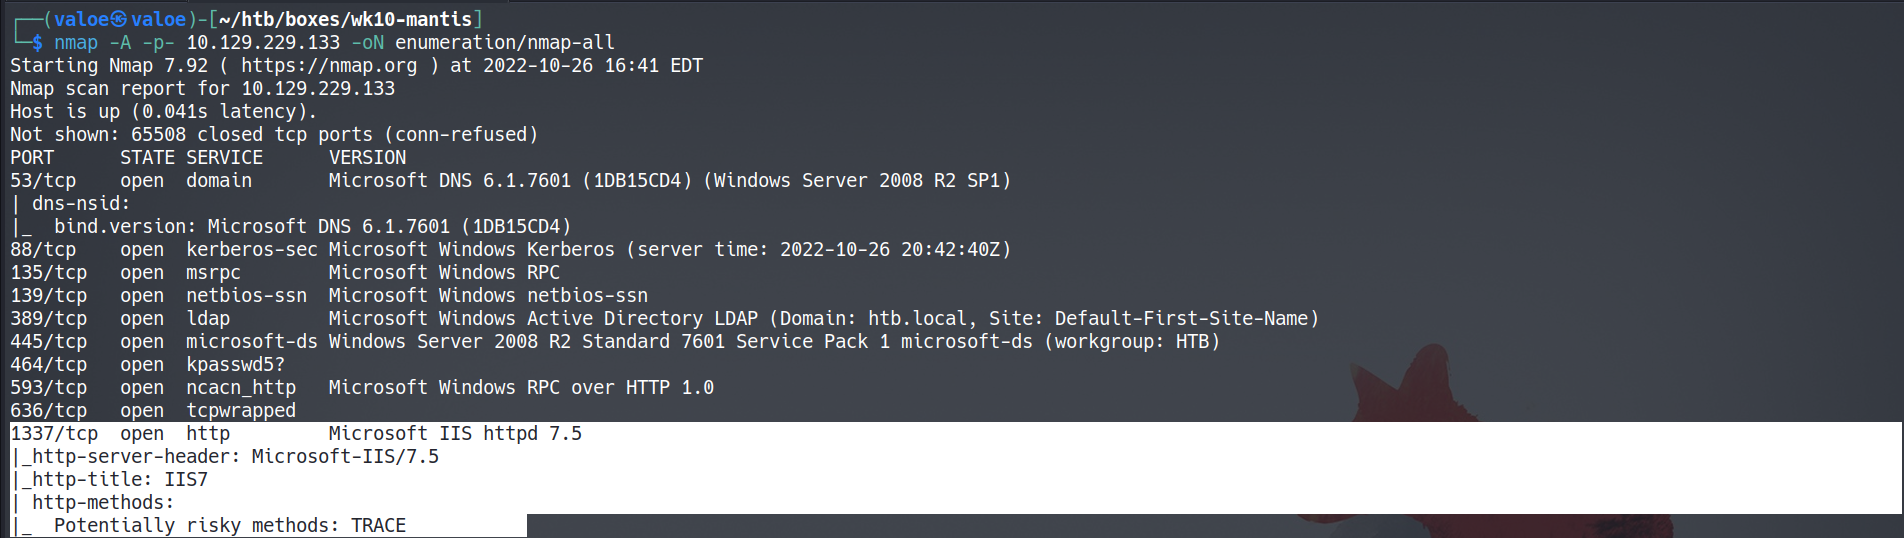 ┌──(valoe㉿valoe)-[~/htb/boxes/wk10-mantis]
└─$ nmap -A -p- 10.129.229.133 -oN enumeration/nmap-all
Starting Nmap 7.92 ( https://nmap.org ) at 2022-10-26 16:41 EDT
Nmap scan report for 10.129.229.133
Host is up (0.041s latency).
Not shown: 65508 closed tcp ports (conn-refused)
PORT      STATE SERVICE      VERSION
53/tcp    open  domain       Microsoft DNS 6.1.7601 (1DB15CD4) (Windows Server 2008 R2 SP1)
| dns-nsid:
|_  bind.version: Microsoft DNS 6.1.7601 (1DB15CD4)
88/tcp    open  kerberos-sec Microsoft Windows Kerberos (server time: 2022-10-26 20:42:40Z)
135/tcp   open  msrpc        Microsoft Windows RPC
139/tcp   open  netbios-ssn  Microsoft Windows netbios-ssn
389/tcp   open  ldap         Microsoft Windows Active Directory LDAP (Domain: htb.local, Site: Default-First-Site-Name)
445/tcp   open  microsoft-ds Windows Server 2008 R2 Standard 7601 Service Pack 1 microsoft-ds (workgroup: HTB)
464/tcp   open  kpasswd5?
593/tcp   open  ncacn_http   Microsoft Windows RPC over HTTP 1.0
636/tcp   open  tcpwrapped
1337/tcp  open  http         Microsoft IIS httpd 7.5
|_http-server-header: Microsoft-IIS/7.5
|_http-title: IIS7
| http-methods:
|_  Potentially risky methods: TRACE